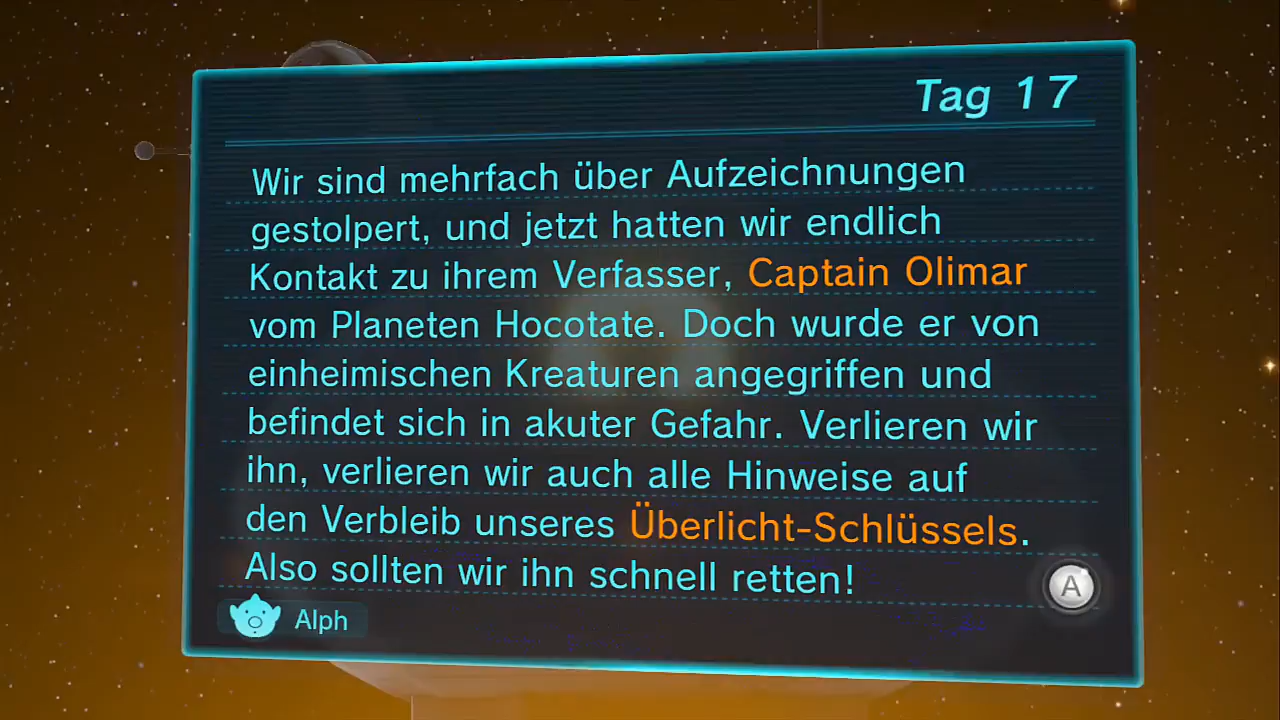 Tag 17
Wir sind mehrfach über Aufzeichnungen
gestolpert, und jetzt hatten wir endlich
Kontakt zu ihrem Verfasser, Captain Olimar
vom Planeten Hocotate. Doch wurde er von
einheimischen Kreaturen angegriffen und
befindet sich in akuter Gefahr. Verlieren wir
ihn, verlieren wir auch alle Hinweise auf
den Verbleib unseres Überlicht-Schlüssels.
Also sollten wir ihn schnell retten!
A
Alph